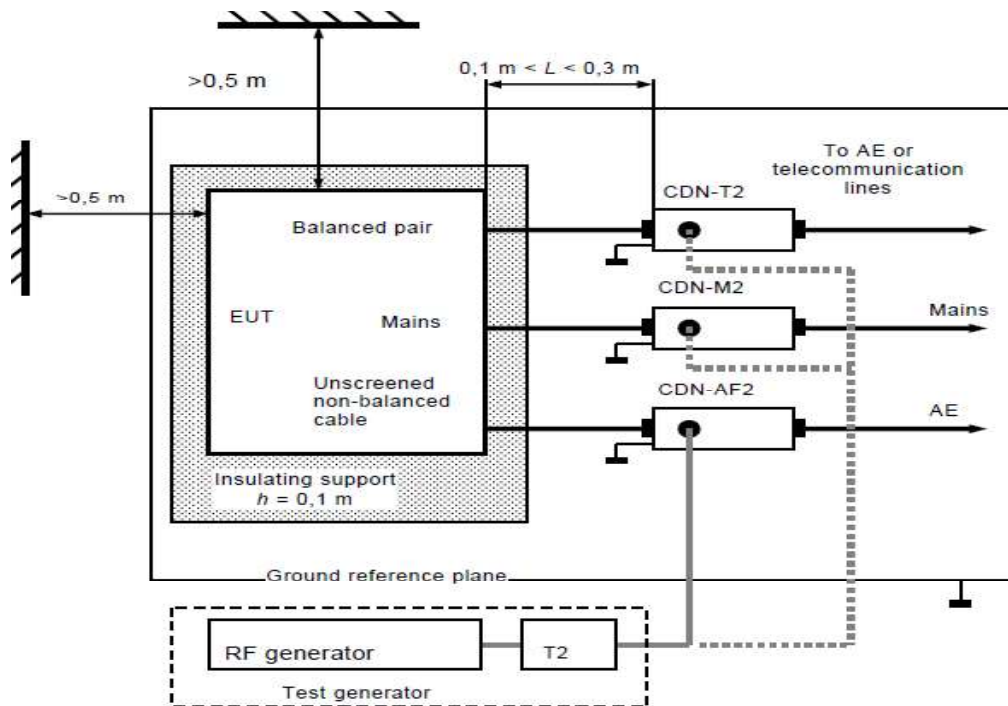 >0,5 m
0,1 m < L < 0,3 m
>0,5 m
To AE or
telecommunication
lines
CDN-T2
Balanced pair
CDN-M2
EUT
Mains
Mains
Unscreened
non-balanced
cable
CDN-AF2
AE
Insulating support
h = 0,1 m
Ground reference plane
RF generator
T2
Test generator